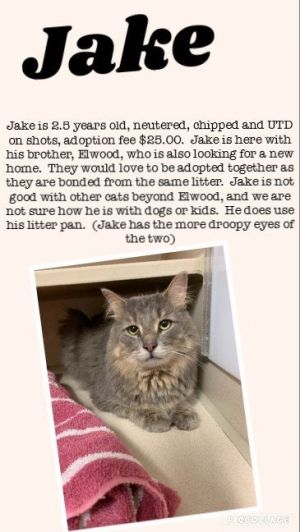 Jake
Jake is 2.5 years old, neutered, chipped and UTD
on shots, adoption fee $25.00.  Jake is here with
his brother, Elwood, who is also looking for a new
home.  They would love to be adopted together as
they are bonded from the same litter.  Jake is not
good with other cats beyond Elwood, and we are
not sure how he is with dogs or kids.  He does use
his litter pan.  (Jake has the more droopy eyes of
the two)
PICCOLLAGE